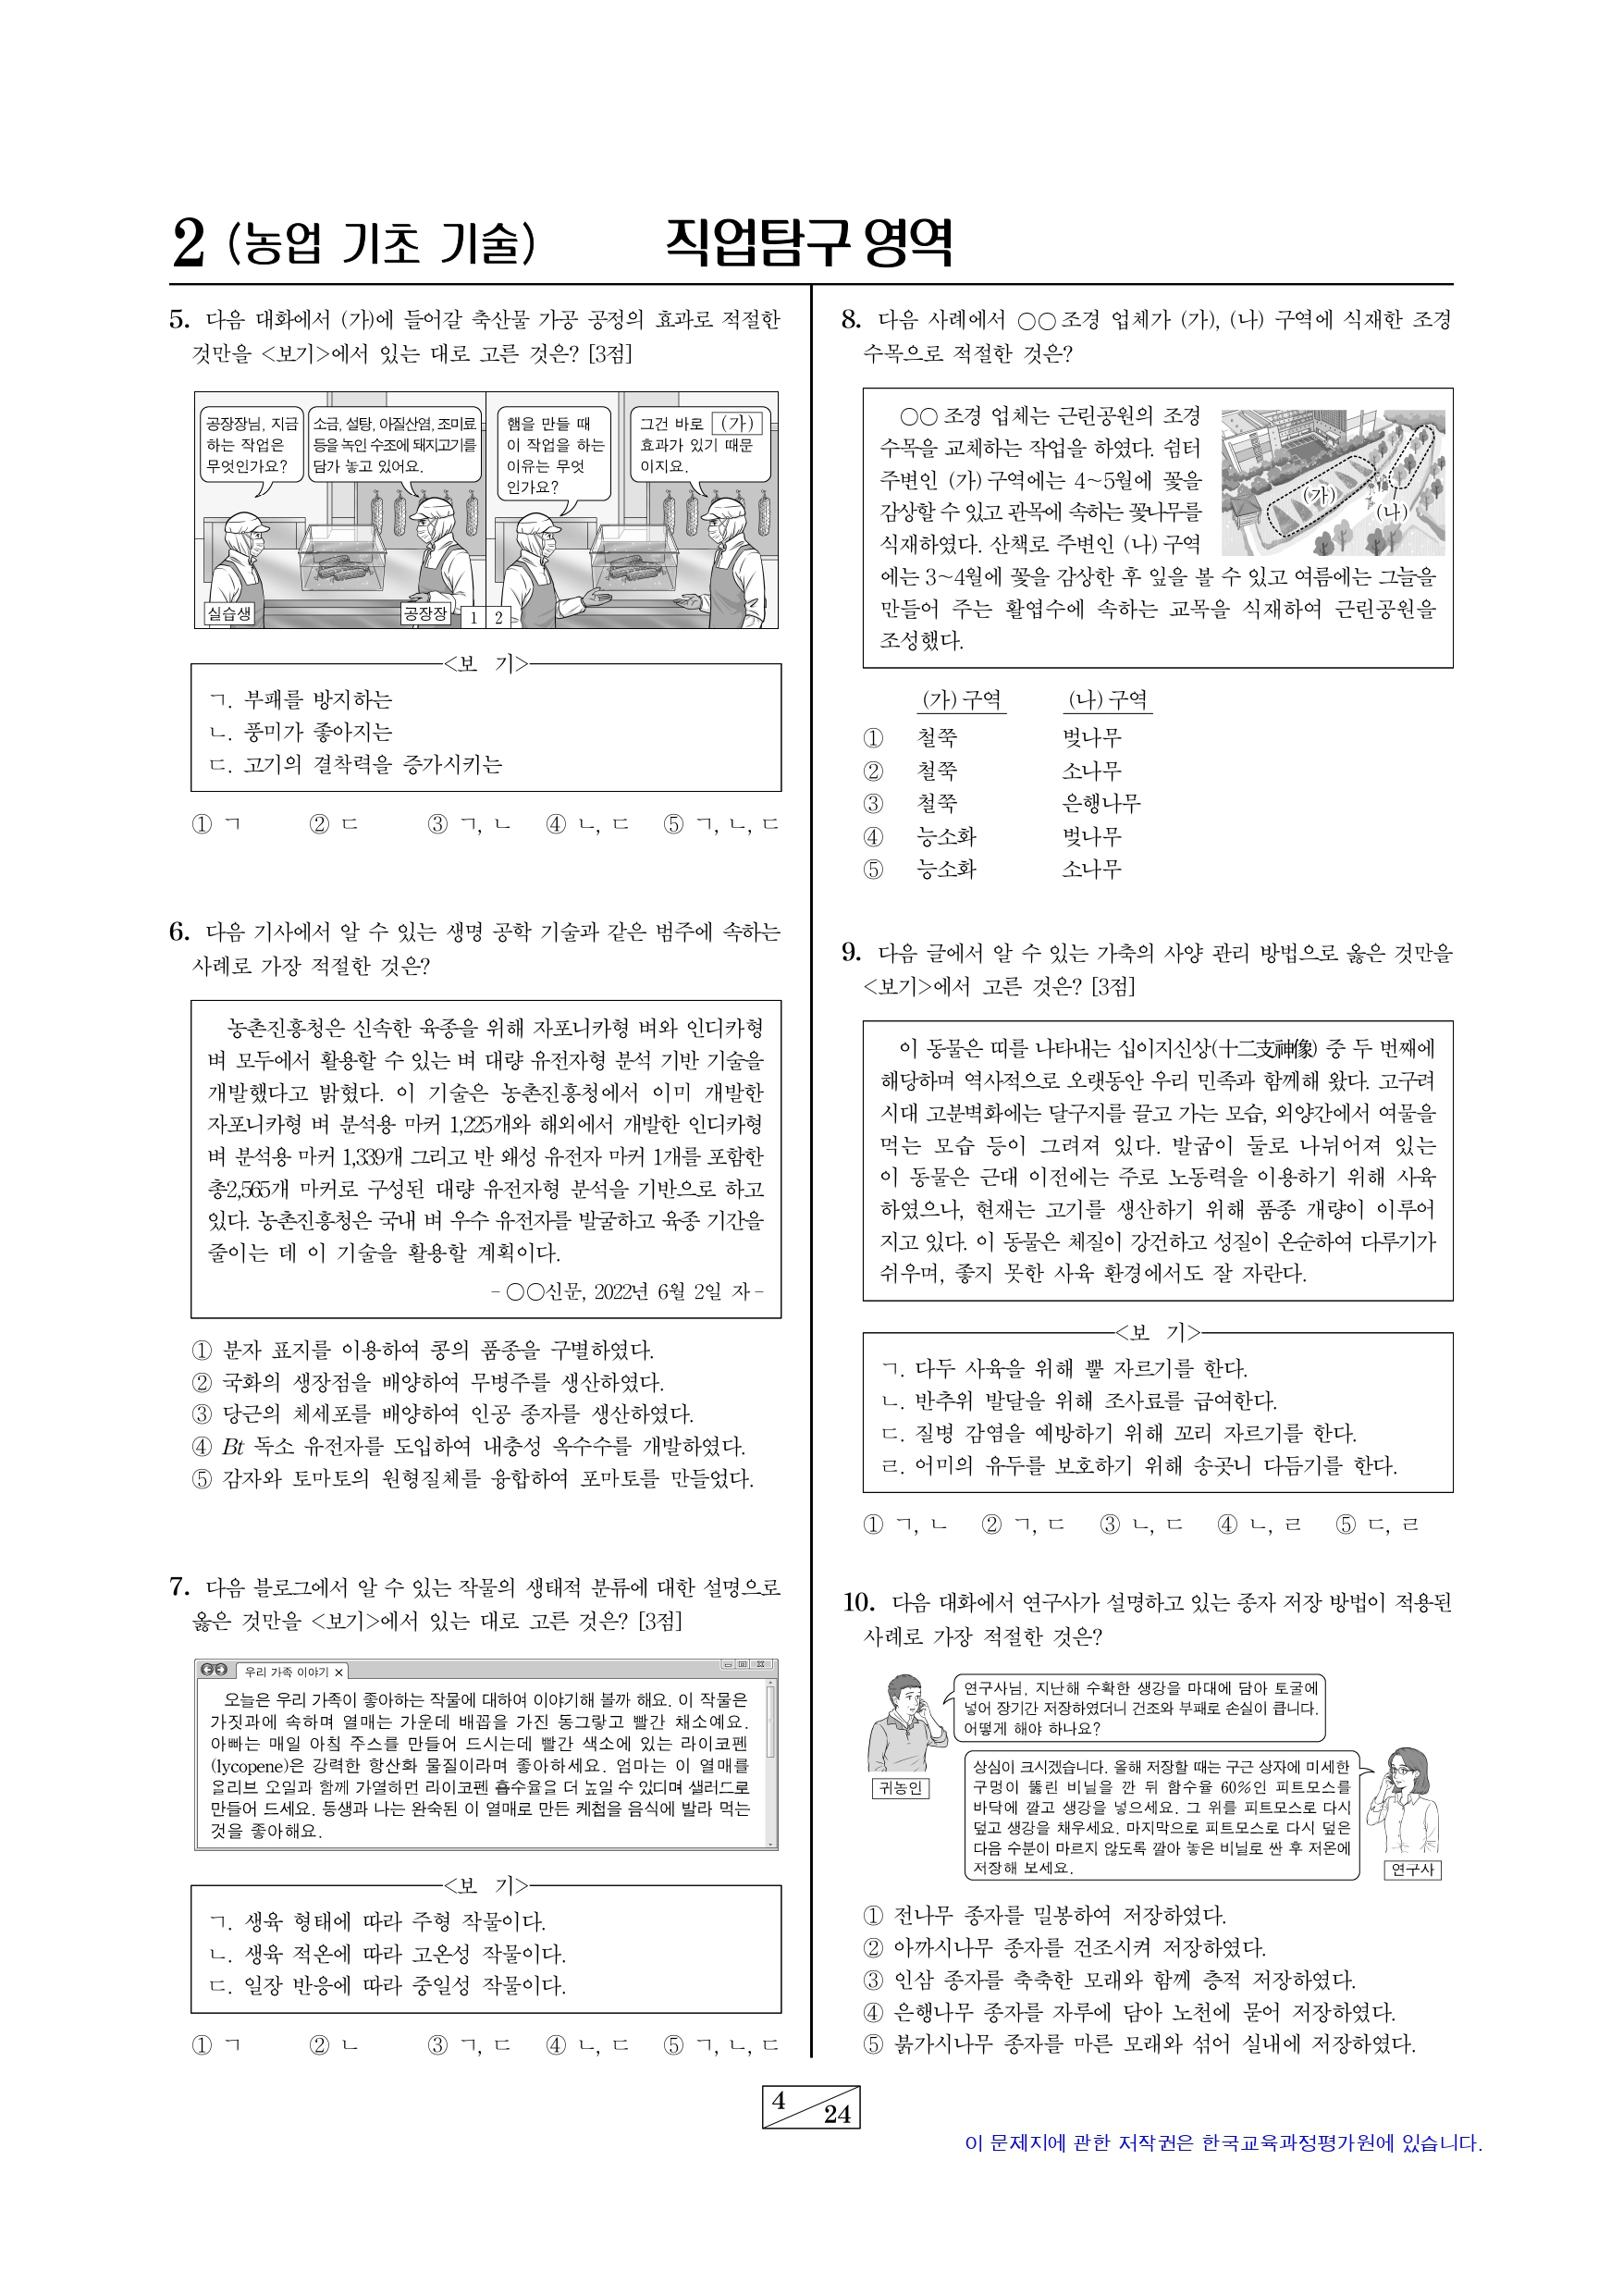 2 (농업 기초 기술) 직업탐구 영역
5. 다음 대화에서 (가)에 들어갈 축산물 가공 공정의 효과로 적절한
것만을 <보기>에서 있는 대로 고른 것은? [3점]
공장장님, 지금
하는 작업은
무엇인가요?
소금, 설탕, 아질산염, 조미료
등을 녹인 수조에 돼지고기를
담가 놓고 있어요.
햄을 만들 때
이 작업을 하는
이유는 무엇
인가요?
그건 바로 (가)
효과가 있기 때문
이지요.
실습생
공장장
1
2
<보 기>
ㄱ. 부패를 방지하는
ㄴ. 풍미가 좋아지는
ㄷ. 고기의 결착력을 증가시키는
① ㄱ ② ㄷ ③ ㄱ, ㄴ ④ ㄴ, ㄷ ⑤ ㄱ, ㄴ, ㄷ
6. 다음 기사에서 알 수 있는 생명 공학 기술과 같은 범주에 속하는
사례로 가장 적절한 것은?
농촌진흥청은 신속한 육종을 위해 자포니카형 벼와 인디카형
벼 모두에서 활용할 수 있는 벼 대량 유전자형 분석 기반 기술을
개발했다고 밝혔다. 이 기술은 농촌진흥청에서 이미 개발한
자포니카형 벼 분석용 마커 1,225개와 해외에서 개발한 인디카형
벼 분석용 마커 1,339개 그리고 반 왜성 유전자 마커 1개를 포함한
총2,565개 마커로 구성된 대량 유전자형 분석을 기반으로 하고
있다. 농촌진흥청은 국내 벼 우수 유전자를 발굴하고 육종 기간을
줄이는 데 이 기술을 활용할 계획이다.
- ○○신문, 2022년 6월 2일 자 -
① 분자 표지를 이용하여 콩의 품종을 구별하였다.
② 국화의 생장점을 배양하여 무병주를 생산하였다.
③ 당근의 체세포를 배양하여 인공 종자를 생산하였다.
④ Bt 독소 유전자를 도입하여 내충성 옥수수를 개발하였다.
⑤ 감자와 토마토의 원형질체를 융합하여 포마토를 만들었다.
7. 다음 블로그에서 알 수 있는 작물의 생태적 분류에 대한 설명으로
옳은 것만을 <보기>에서 있는 대로 고른 것은? [3점]
우리 가족 이야기 ×
오늘은 우리 가족이 좋아하는 작물에 대하여 이야기해 볼까 해요. 이 작물은
가짓과에 속하며 열매는 가운데 배꼽을 가진 동그랗고 빨간 채소예요.
아빠는 매일 아침 주스를 만들어 드시는데 빨간 색소에 있는 라이코펜
(lycopene)은 강력한 항산화 물질이라며 좋아하세요. 엄마는 이 열매를
올리브 오일과 함께 가열하면 라이코펜 흡수율을 더 높일 수 있다며 샐러드로
만들어 드세요. 동생과 나는 완숙된 이 열매로 만든 케첩을 음식에 발라 먹는
것을 좋아해요.
<보 기>
ㄱ. 생육 형태에 따라 주형 작물이다.
ㄴ. 생육 적온에 따라 고온성 작물이다.
ㄷ. 일장 반응에 따라 중일성 작물이다.
① ㄱ ② ㄴ ③ ㄱ, ㄷ ④ ㄴ, ㄷ ⑤ ㄱ, ㄴ, ㄷ
8. 다음 사례에서 ○○ 조경 업체가 (가), (나) 구역에 식재한 조경
수목으로 적절한 것은?
○○ 조경 업체는 근린공원의 조경
수목을 교체하는 작업을 하였다. 쉼터
주변인 (가) 구역에는 4~5월에 꽃을
감상할 수 있고 관목에 속하는 꽃나무를
식재하였다. 산책로 주변인 (나) 구역
에는 3~4월에 꽃을 감상한 후 잎을 볼 수 있고 여름에는 그늘을
만들어 주는 활엽수에 속하는 교목을 식재하여 근린공원을
조성했다.
(가)
(나)
(가) 구역 (나) 구역
① 철쭉 벚나무
② 철쭉 소나무
③ 철쭉 은행나무
④ 능소화 벚나무
⑤ 능소화 소나무
9. 다음 글에서 알 수 있는 가축의 사양 관리 방법으로 옳은 것만을
<보기>에서 고른 것은? [3점]
이 동물은 띠를 나타내는 십이지신상(十二支神像) 중 두 번째에
해당하며 역사적으로 오랫동안 우리 민족과 함께해 왔다. 고구려
시대 고분벽화에는 달구지를 끌고 가는 모습, 외양간에서 여물을
먹는 모습 등이 그려져 있다. 발굽이 둘로 나뉘어져 있는
이 동물은 근대 이전에는 주로 노동력을 이용하기 위해 사육
하였으나, 현재는 고기를 생산하기 위해 품종 개량이 이루어
지고 있다. 이 동물은 체질이 강건하고 성질이 온순하여 다루기가
쉬우며, 좋지 못한 사육 환경에서도 잘 자란다.
<보 기>
ㄱ. 다두 사육을 위해 뿔 자르기를 한다.
ㄴ. 반추위 발달을 위해 조사료를 급여한다.
ㄷ. 질병 감염을 예방하기 위해 꼬리 자르기를 한다.
ㄹ. 어미의 유두를 보호하기 위해 송곳니 다듬기를 한다.
① ㄱ, ㄴ ② ㄱ, ㄷ ③ ㄴ, ㄷ ④ ㄴ, ㄹ ⑤ ㄷ, ㄹ
10. 다음 대화에서 연구사가 설명하고 있는 종자 저장 방법이 적용된
사례로 가장 적절한 것은?
연구사님, 지난해 수확한 생강을 마대에 담아 토굴에
넣어 장기간 저장하였더니 건조와 부패로 손실이 큽니다.
어떻게 해야 하나요?
귀농인
상심이 크시겠습니다. 올해 저장할 때는 구근 상자에 미세한
구멍이 뚫린 비닐을 깐 뒤 함수율 60%인 피트모스를
바닥에 깔고 생강을 넣으세요. 그 위를 피트모스로 다시
덮고 생강을 채우세요. 마지막으로 피트모스로 다시 덮은
다음 수분이 마르지 않도록 깔아 놓은 비닐로 싼 후 저온에
저장해 보세요.
연구사
① 전나무 종자를 밀봉하여 저장하였다.
② 아까시나무 종자를 건조시켜 저장하였다.
③ 인삼 종자를 축축한 모래와 함께 층적 저장하였다.
④ 은행나무 종자를 자루에 담아 노천에 묻어 저장하였다.
⑤ 붉가시나무 종자를 마른 모래와 섞어 실내에 저장하였다.
4
24
이 문제지에 관한 저작권은 한국교육과정평가원에 있습니다.